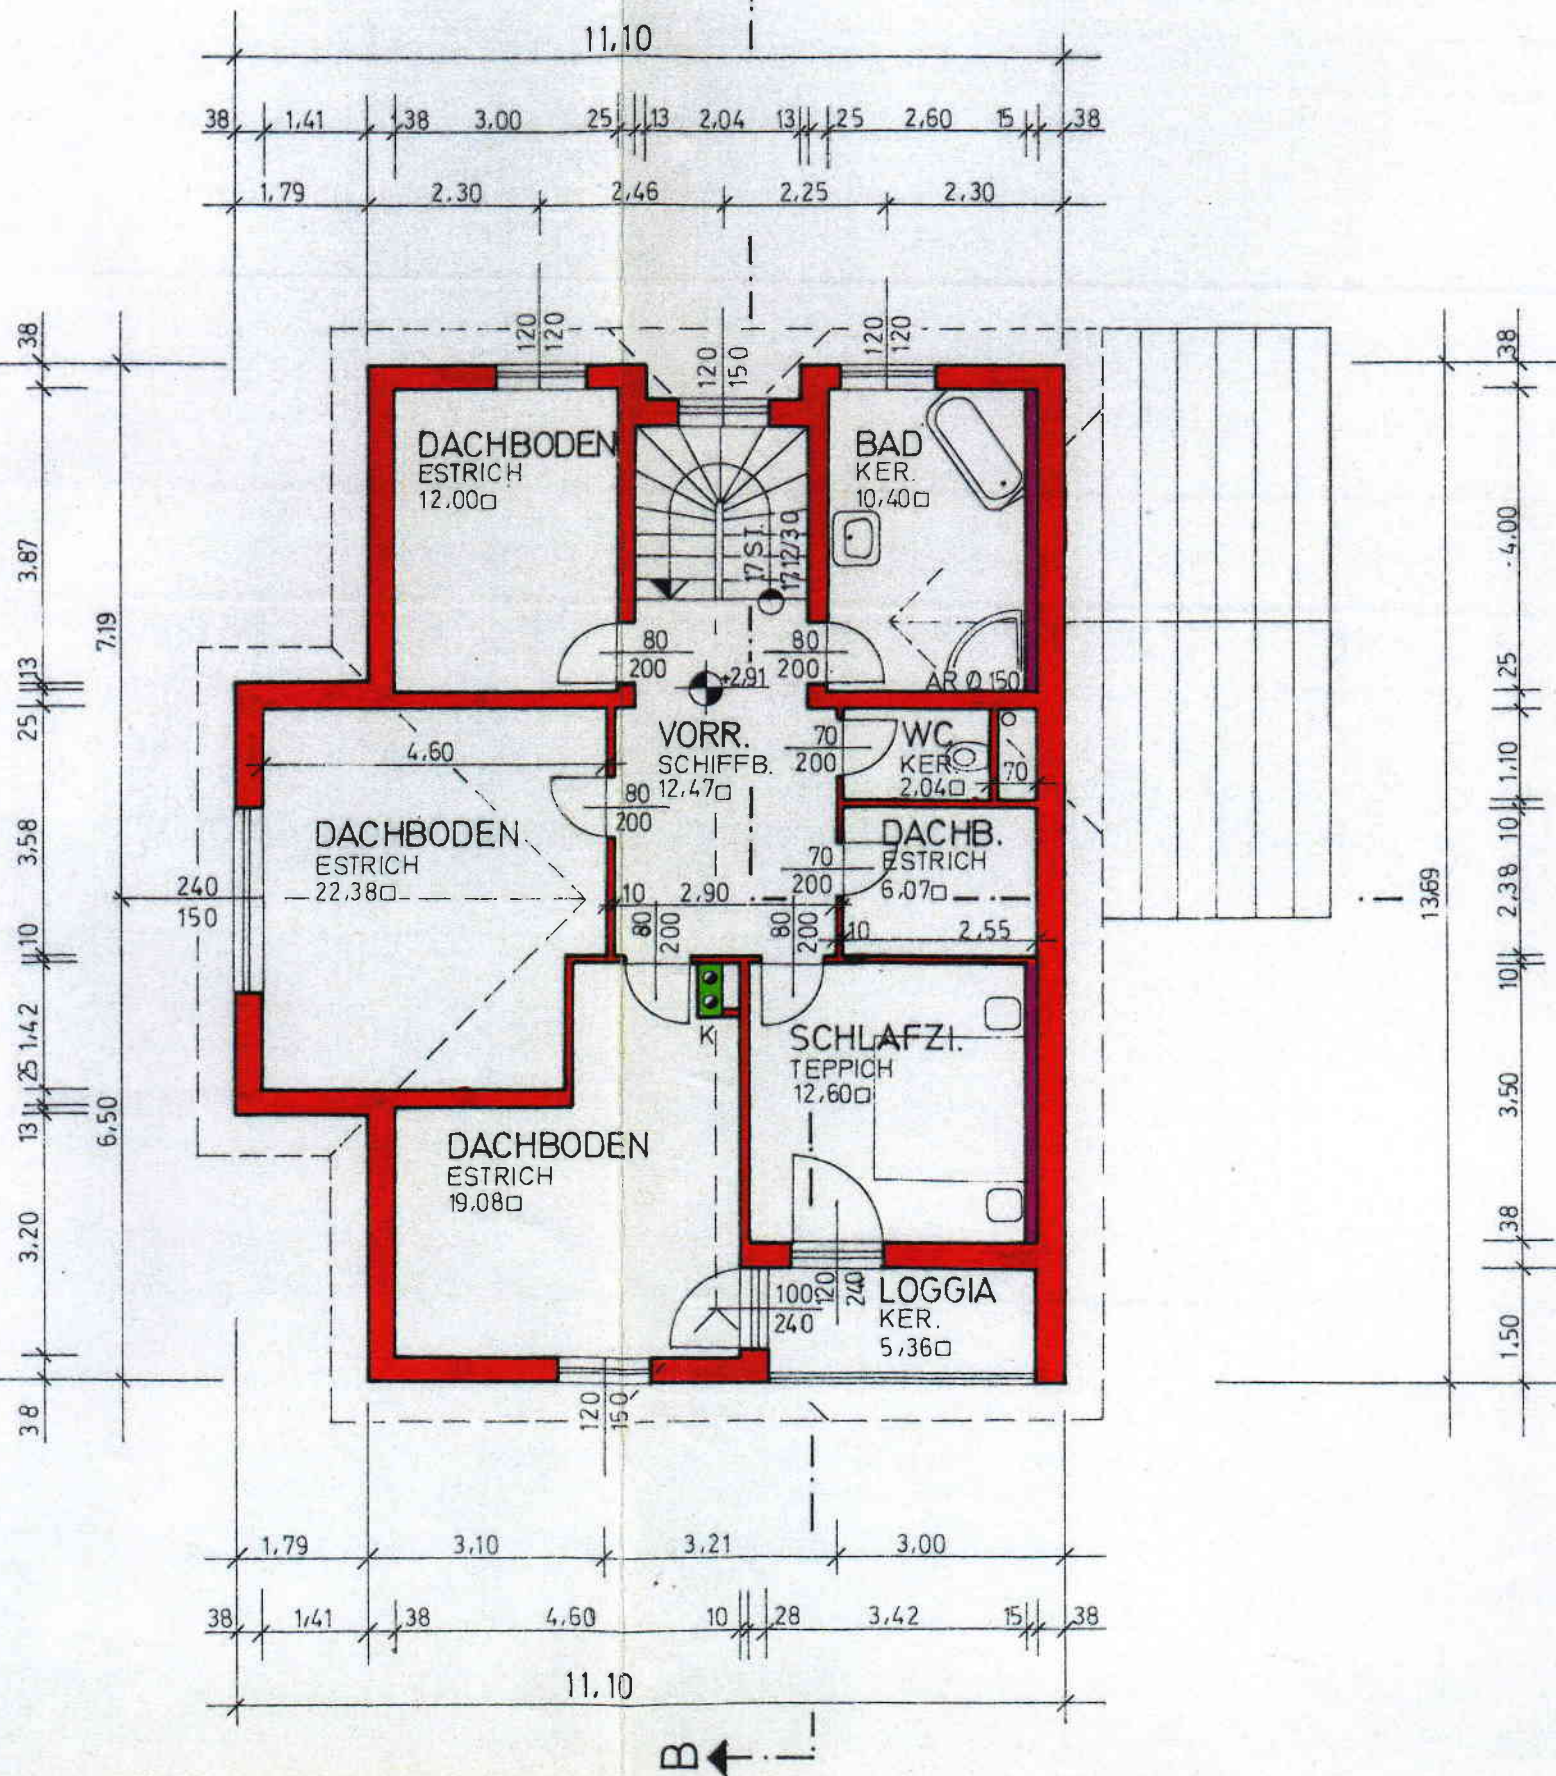 11,10
38 1,41 38 3,00 25 13 2,04 13 25 2,60 15 38
1,79 2,30 2,46 2,25 2,30
120 120
120 150
120 120
38
3,87
13
25
3,58
10
1,42
25
13
3,20
38
7,19
6,50
DACHBODEN
ESTRICH
12,00□
17 ST.
17,12/30
BAD
KER.
10,40□
80
200
80
200
+2,91
AR Ø 150
4,60
VORR.
SCHIFFB.
12,47□
70
200
WC
KER.
2,04□
70
80
200
DACHBODEN
ESTRICH
22,38□
240
150
DACHB.
ESTRICH
6,07□
70
200
10 2,90
10 2,55
80
200
80
200
K
SCHLAFZI.
TEPPICH
12,60□
DACHBODEN
ESTRICH
19,08□
100
240
120
240
LOGGIA
KER.
5,36□
120
150
38
4,00
25
1,10
10
2,38
10
3,50
38
1,50
13,69
1,79 3,10 3,21 3,00
38 1,41 38 4,60 10 28 3,42 15 38
11,10
B